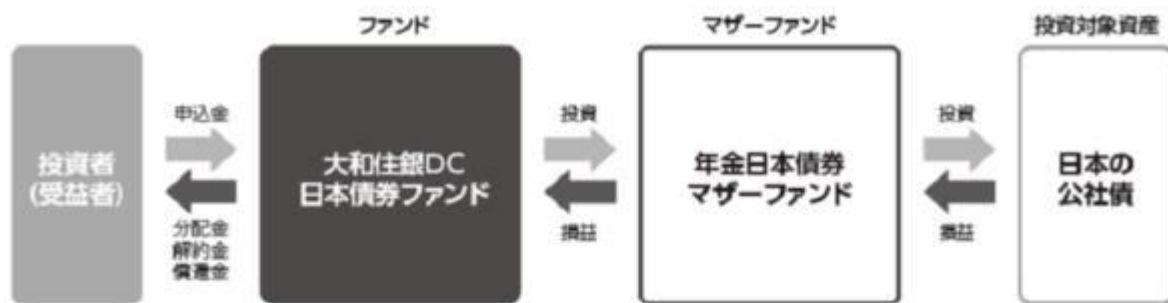 ファンド
マザーファンド
投資対象資産
投資者
(受益者)
申込金
分配金
解約金
償還金
大和住銀DC
日本債券ファンド
投資
損益
年金日本債券
マザーファンド
投資
損益
日本の
公社債